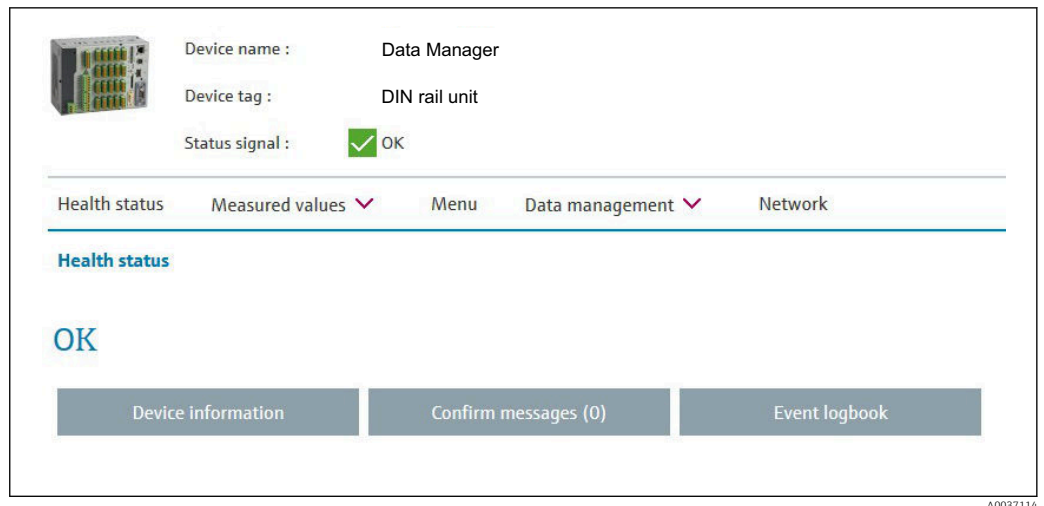 Device name : Data Manager
Device tag : DIN rail unit
Status signal : OK
Health status Measured values Menu Data management Network
Health status
OK
Device information Confirm messages (0) Event logbook
A0037114